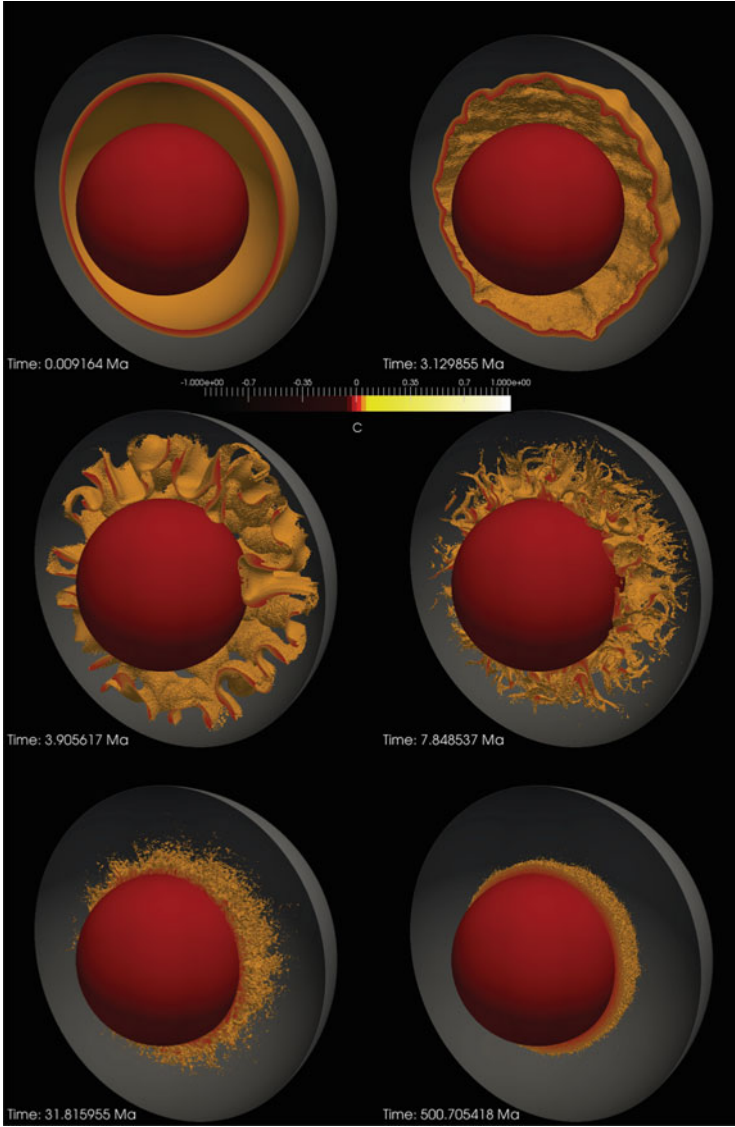 Time: 0.009164 Ma
Time: 3.129855 Ma
-1.000e+00 -0.7 -0.35 0 0.35 0.7 1.000e+00
C
Time: 3.905617 Ma
Time: 7.848537 Ma
Time: 31.815955 Ma
Time: 500.705418 Ma